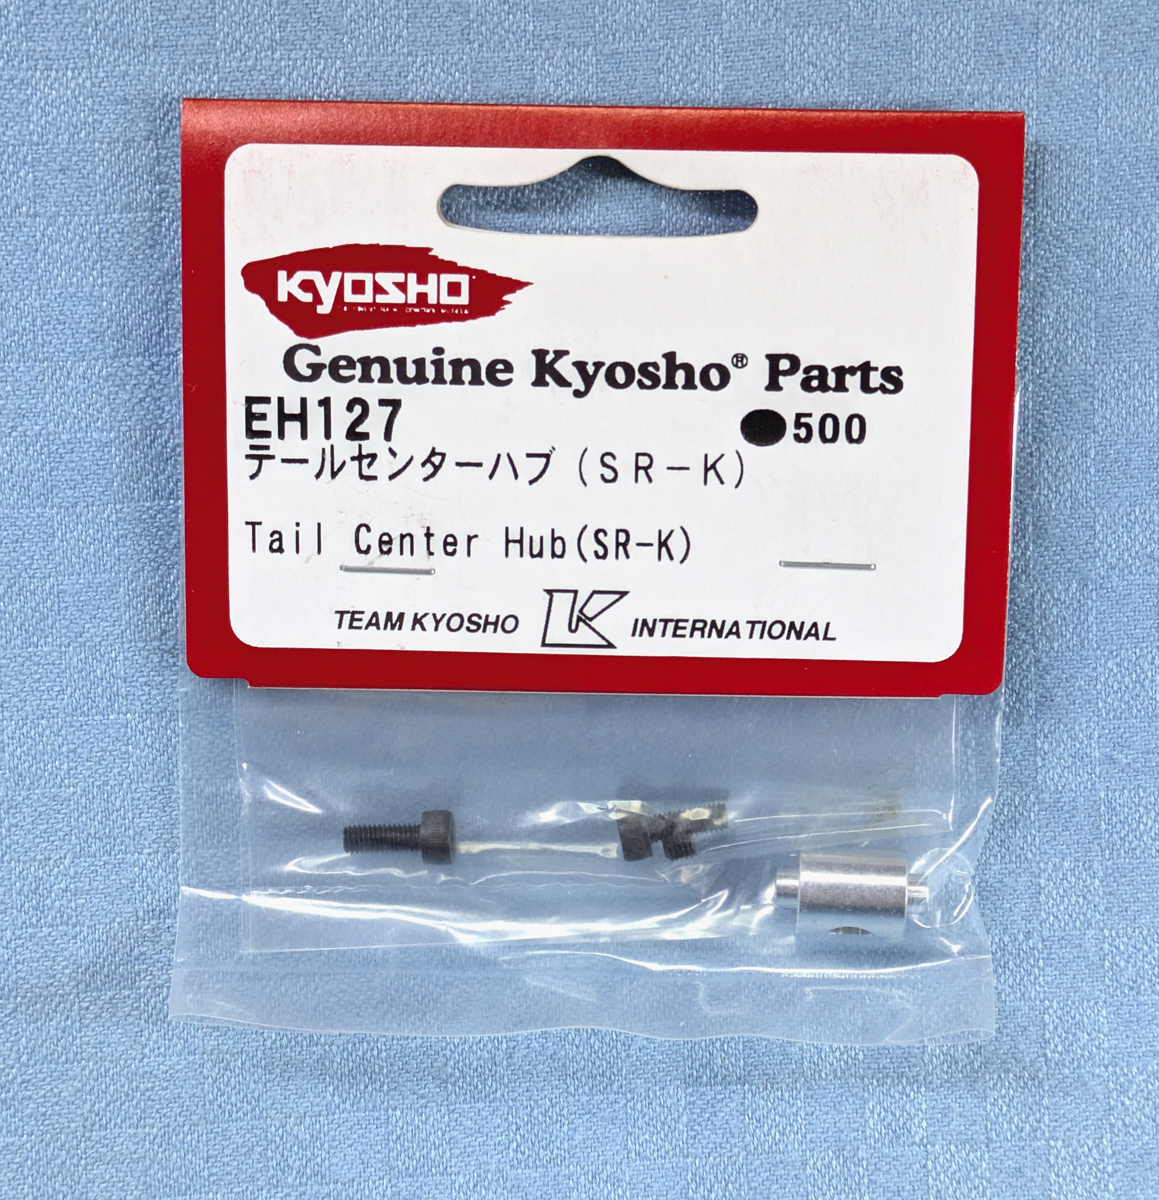 KYOSHO
Genuine Kyosho® Parts
EH127
●500
テールセンターハブ(SR-K)
Tail Center Hub(SR-K)
TEAM KYOSHO K INTERNATIONAL